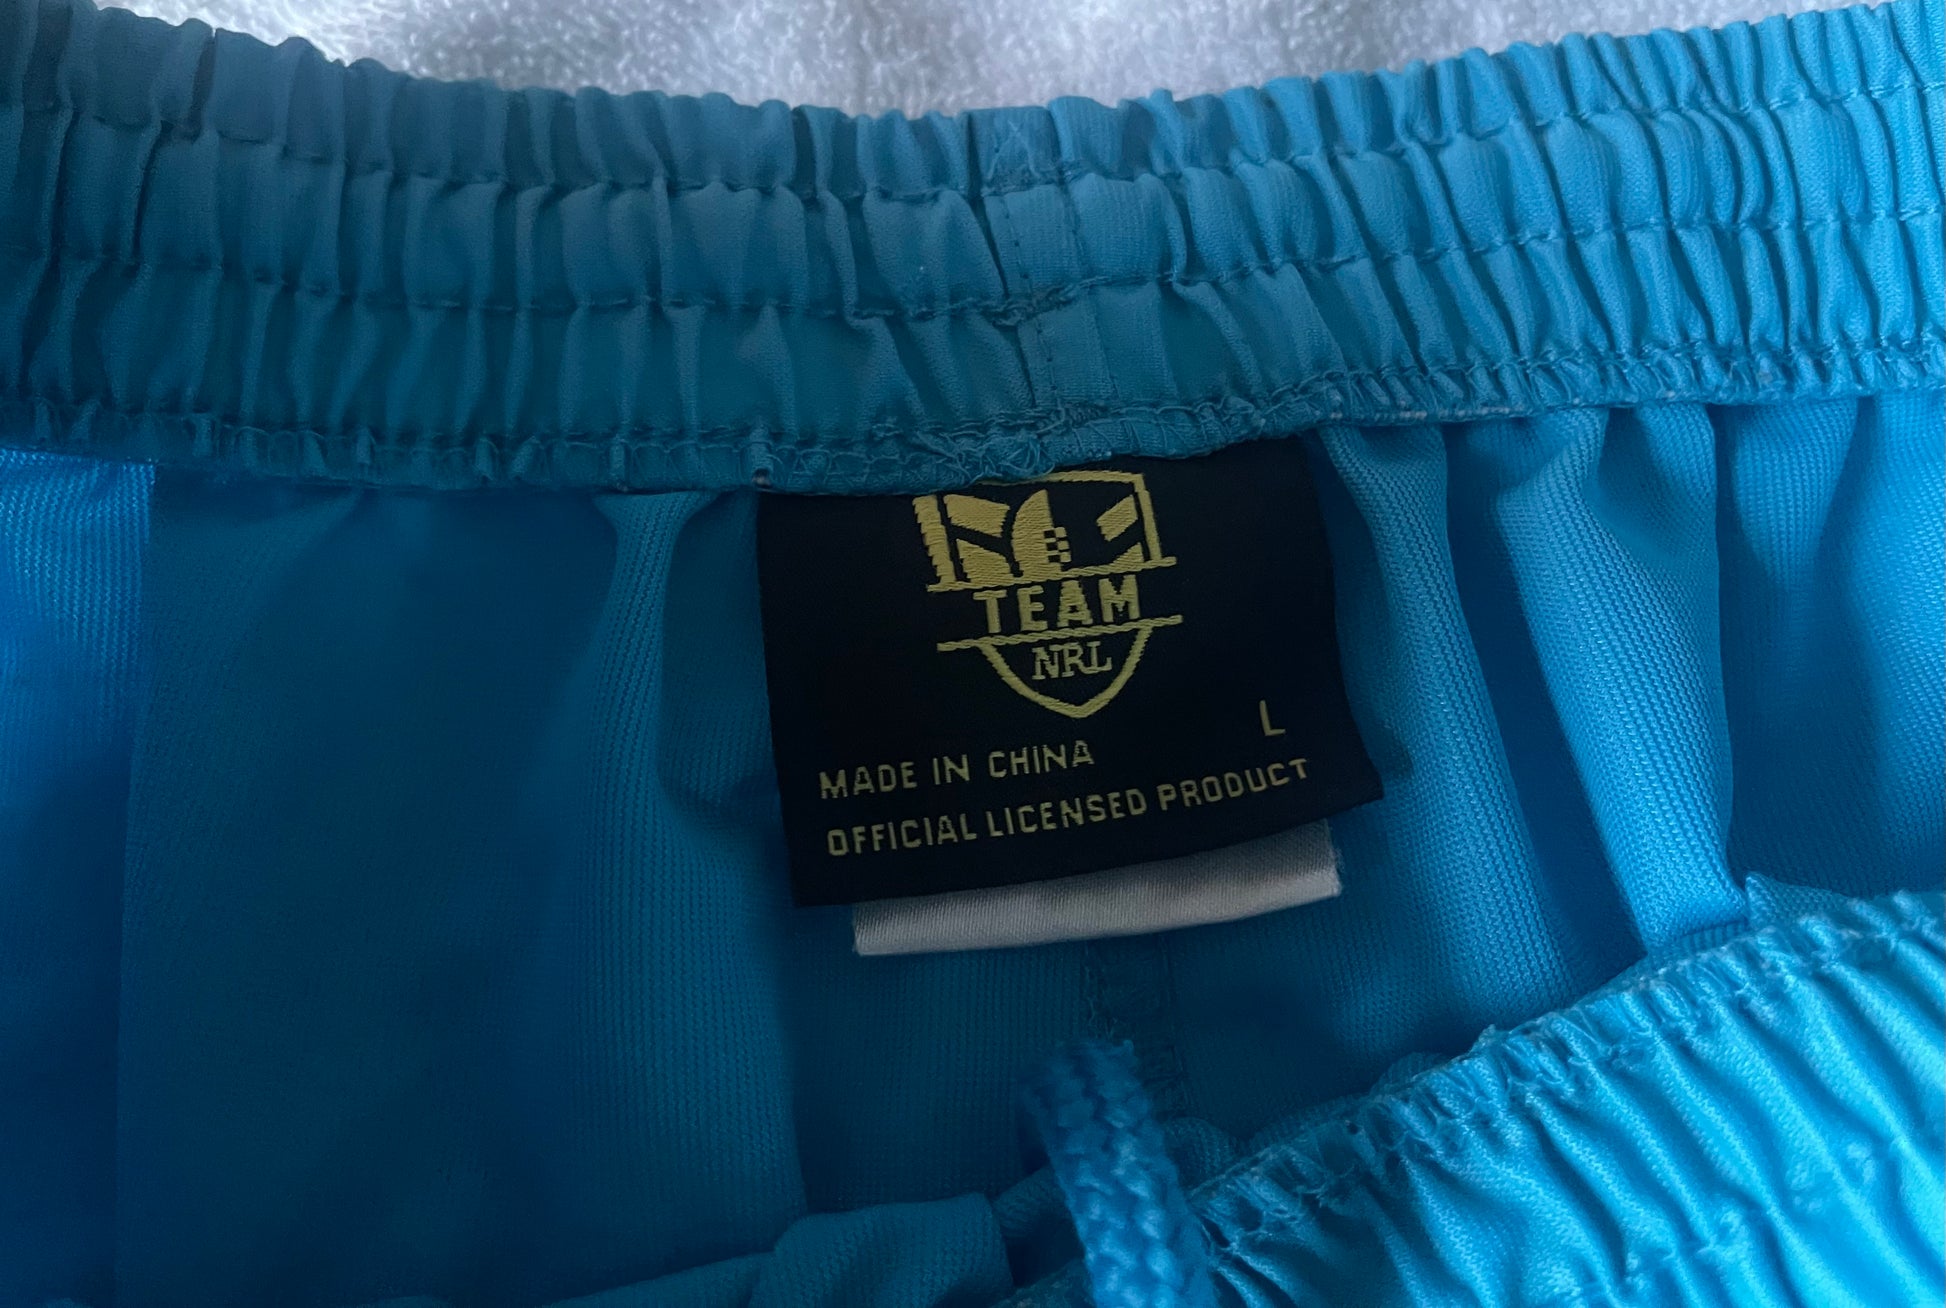 TEAM
NRL
L
MADE IN CHINA
OFFICIAL LICENSED PRODUCT